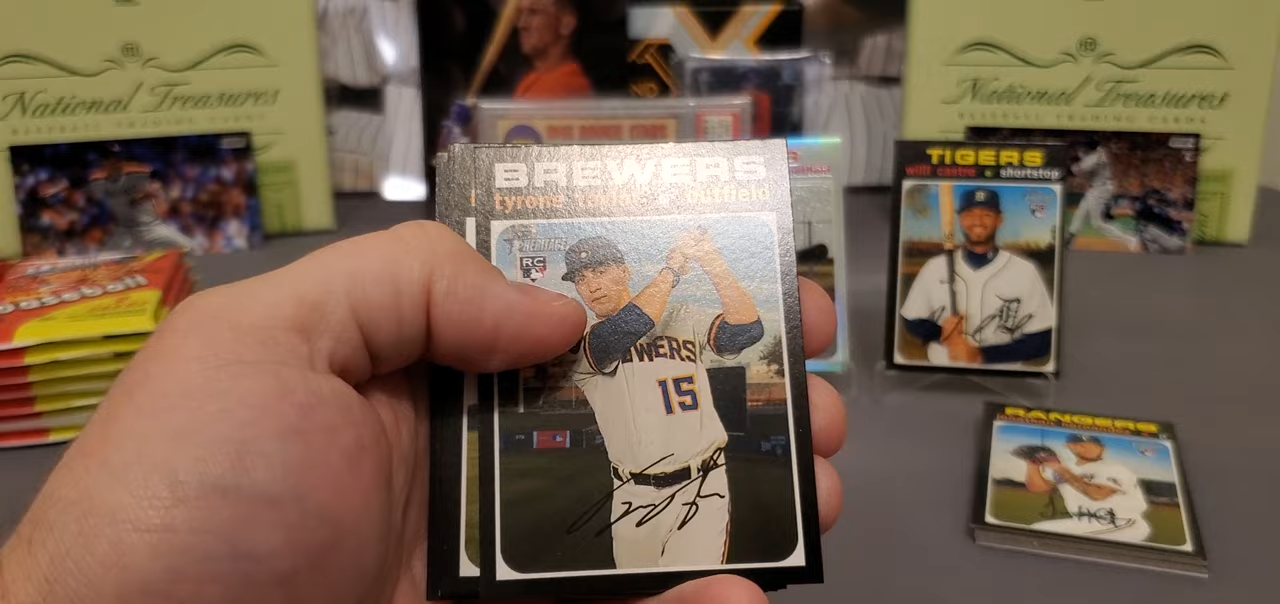 National Treasures
BASEBALL TRADING CARDS
National Treasures
BASEBALL TRADING CARDS
TIGERS
willi castro • shortstop
BREWERS
tyrone outfield
HERITAGE
RC
BREWERS
15
baseball
RANGERS